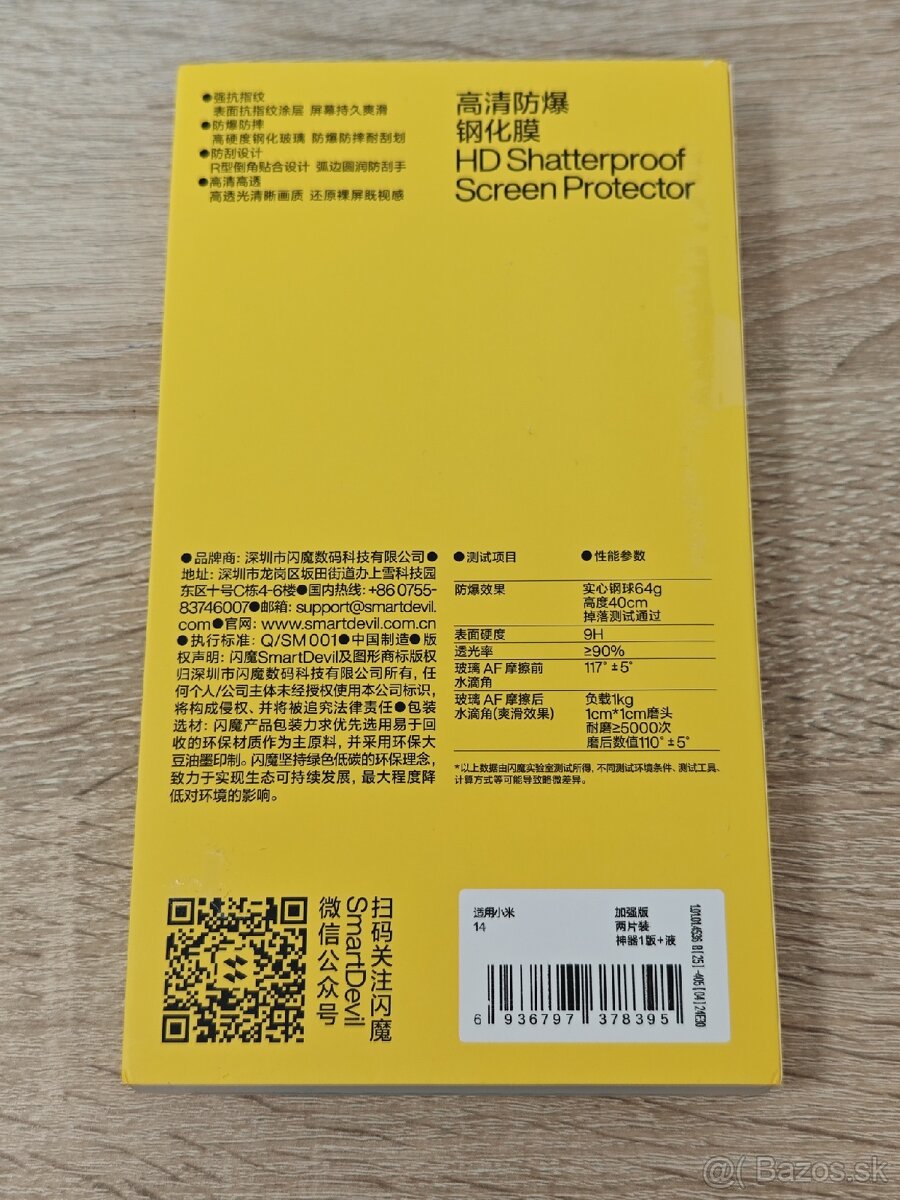 ●强抗指纹
表面抗指纹涂层 屏幕持久爽滑
●防爆防摔
高硬度钢化玻璃 防爆防摔耐刮划
●防刮设计
R型倒角贴合设计 弧边圆润防刮手
●高清高透
高透光清晰画质 还原裸屏既视感
高清防爆
钢化膜
HD Shatterproof
Screen Protector
●品牌商: 深圳市闪魔数码科技有限公司●
地址: 深圳市龙岗区坂田街道办上雪科技园
东区十号C栋4-6楼●国内热线: +86 0755-
83746007●邮箱: support@smartdevil.
com●官网: www.smartdevil.com.cn
●执行标准: Q/SM 001●中国制造●版
权声明: 闪魔SmartDevil及图形商标版权
归深圳市闪魔数码科技有限公司所有, 任
何个人/公司主体未经授权使用本公司标识,
将构成侵权、并将被追究法律责任●包装
选材: 闪魔产品包装力求优先选用易于回
收的环保材质作为主原料, 并采用环保大
豆油墨印制。闪魔坚持绿色低碳的环保理念,
致力于实现生态可持续发展, 最大程度降
低对环境的影响。
●测试项目 ●性能参数
防爆效果 实心钢球64g
高度40cm
掉落测试通过
表面硬度 9H
透光率 ≥90%
玻璃 AF 摩擦前 117° ±5°
水滴角
玻璃 AF 摩擦后 负载1kg
水滴角(爽滑效果) 1cm*1cm磨头
耐磨≥5000次
磨后数值110° ±5°
*以上数据由闪魔实验室测试所得, 不同测试环境条件、测试工具、
计算方式等可能导致略微差异。
扫码关注闪魔
SmartDevil
微信公众号
适用小米 加强版
14 两片装
神器1版+液
6 936797 378395
@( Bazos.sk